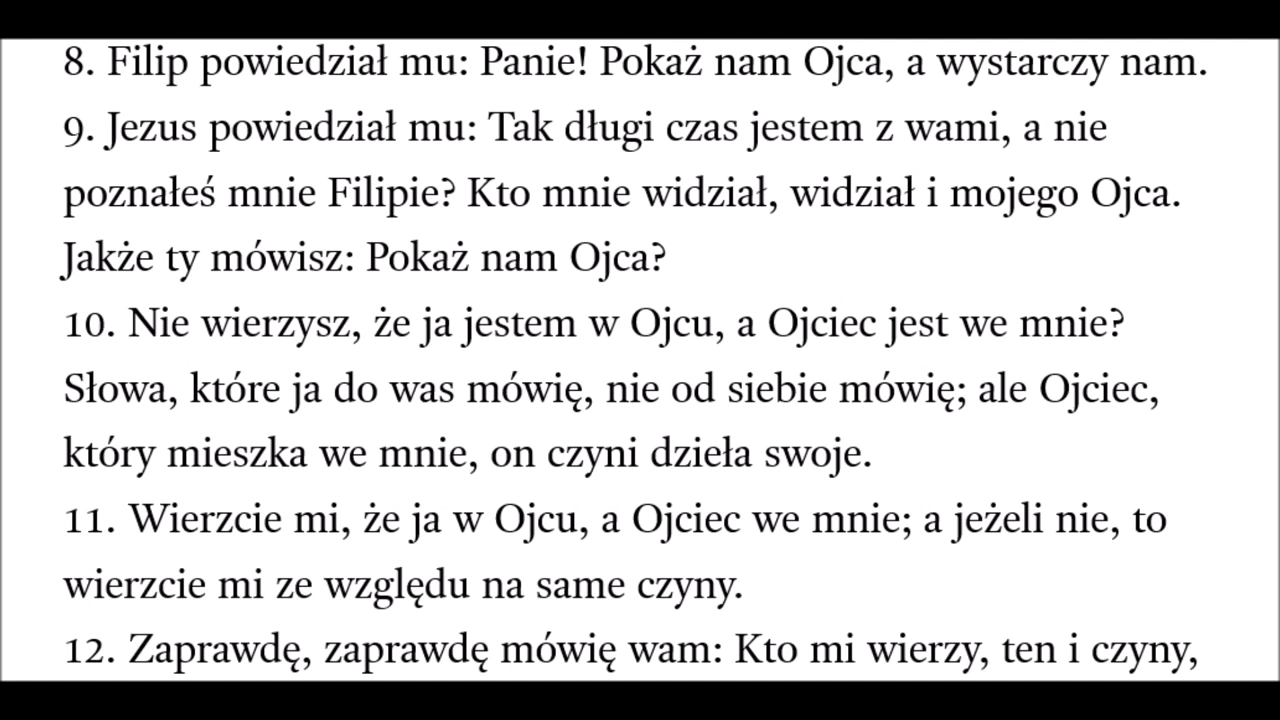 8. Filip powiedział mu: Panie! Pokaż nam Ojca, a wystarczy nam.
9. Jezus powiedział mu: Tak długi czas jestem z wami, a nie
poznałeś mnie Filipie? Kto mnie widział, widział i mojego Ojca.
Jakże ty mówisz: Pokaż nam Ojca?
10. Nie wierzysz, że ja jestem w Ojcu, a Ojciec jest we mnie?
Słowa, które ja do was mówię, nie od siebie mówię; ale Ojciec,
który mieszka we mnie, on czyni dzieła swoje.
11. Wierzcie mi, że ja w Ojcu, a Ojciec we mnie; a jeżeli nie, to
wierzcie mi ze względu na same czyny.
12. Zaprawdę, zaprawdę mówię wam: Kto mi wierzy, ten i czyny,